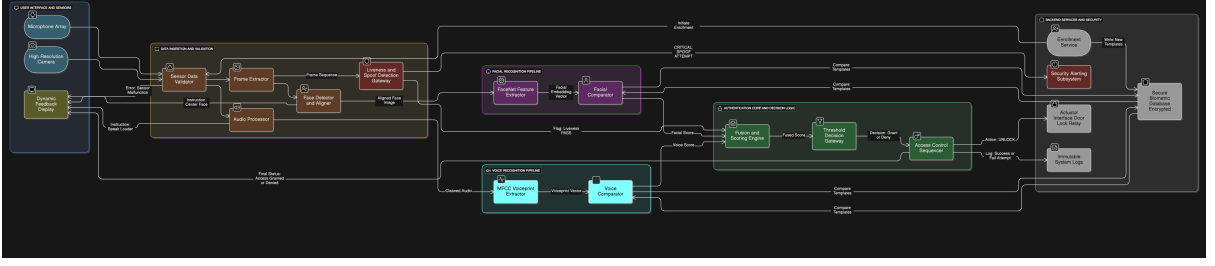 USER INTERFACE AND SENSORS
Microphone Array
High Resolution
Camera
Dynamic
Feedback
Display
DATA INGESTION AND VALIDATION
Sensor Data
Validator
Frame Extractor
Audio Processor
Face Detector
and Aligner
Liveness and
Spoof Detection
Gateway
Error: Sensor
Malfunction
Instruction:
Center Face
Instruction:
Speak Louder
Frame Sequence
Aligned Face
Image
Final Status:
Access Granted
or Denied
Cleaned Audio
FACIAL RECOGNITION PIPELINE
FaceNet Feature
Extractor
Facial
Embedding
Vector
Facial
Comparator
Flag: Liveness
PASS
VOICE RECOGNITION PIPELINE
MFCC Voiceprint
Extractor
Voiceprint Vector
Voice
Comparator
Initiate
Enrollment
CRITICAL:
SPOOF
ATTEMPT
Facial Score
Voice Score
AUTHENTICATION CORE AND DECISION LOGIC
Fusion and
Scoring Engine
Fused Score
Threshold
Decision
Gateway
Decision: Grant
or Deny
Access Control
Sequencer
Compare
Templates
Compare
Templates
Compare
Templates
Compare
Templates
Action: UNLOCK
Log: Success or
Fail Attempt
BACKEND SERVICES AND SECURITY
Enrollment
Service
Write New
Templates
Security Alerting
Subsystem
Actuator
Interface Door
Lock Relay
Immutable
System Logs
Secure
Biometric
Database
Encrypted